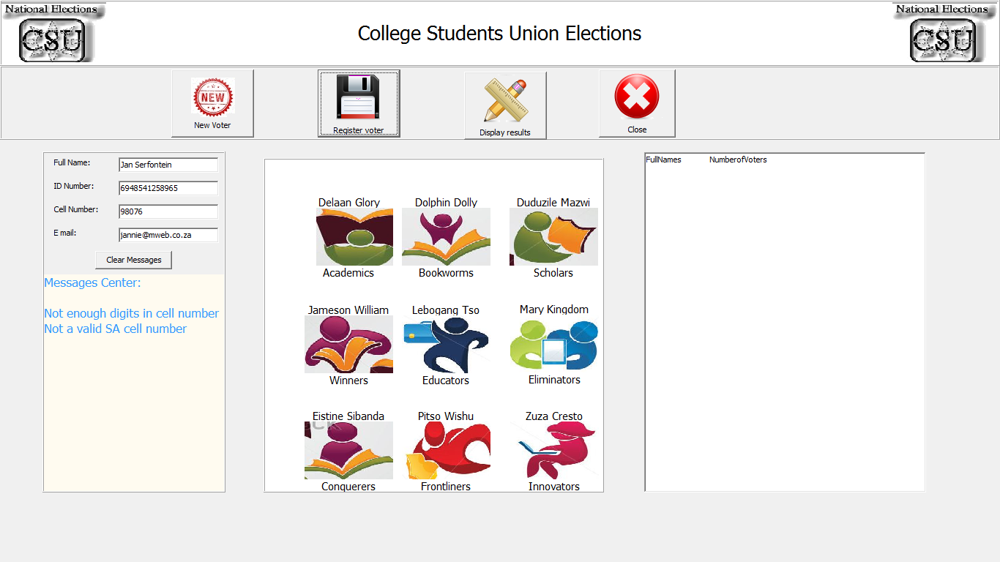 National Elections
CSU
College Students Union Elections
National Elections
CSU
NEW
New Voter
Register voter
Display results
Close
Full Name: Jan Serfontein
ID Number: 6948541258965
Cell Number: 98076
E mail: jannie@mweb.co.za
Clear Messages
Messages Center:
Not enough digits in cell number
Not a valid SA cell number
Delaan Glory Dolphin Dolly Duduzile Mazwi
Academics Bookworms Scholars
Jameson William Lebogang Tso Mary Kingdom
Winners Educators Eliminators
Eistine Sibanda Pitso Wishu Zuza Cresto
Conquerers Frontliners Innovators
FullNames NumberofVoters